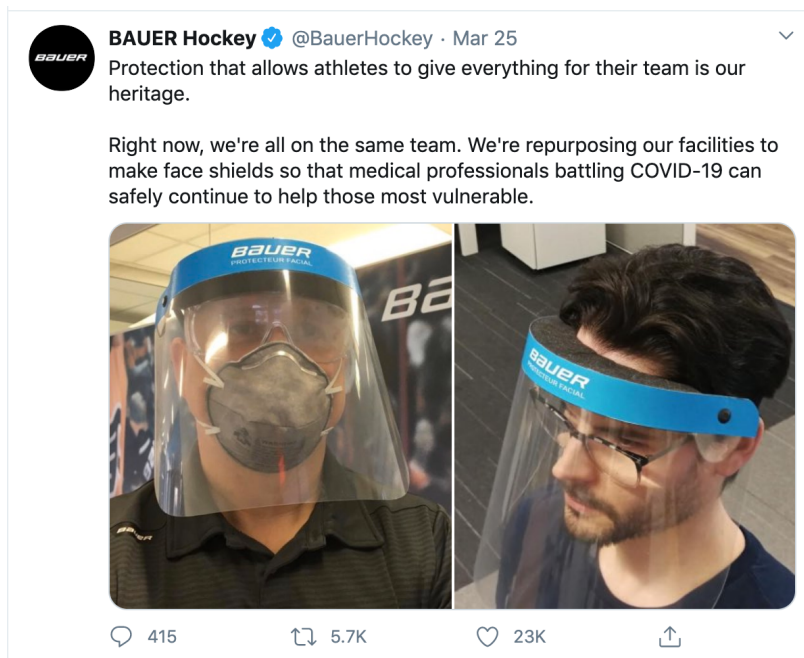 BAUER
BAUER Hockey @BauerHockey · Mar 25
Protection that allows athletes to give everything for their team is our
heritage.
Right now, we're all on the same team. We're repurposing our facilities to
make face shields so that medical professionals battling COVID-19 can
safely continue to help those most vulnerable.
BAUER
PROTECTEUR FACIAL
BA
BAUER
BAUER
PROTECTEUR FACIAL
415 5.7K 23K